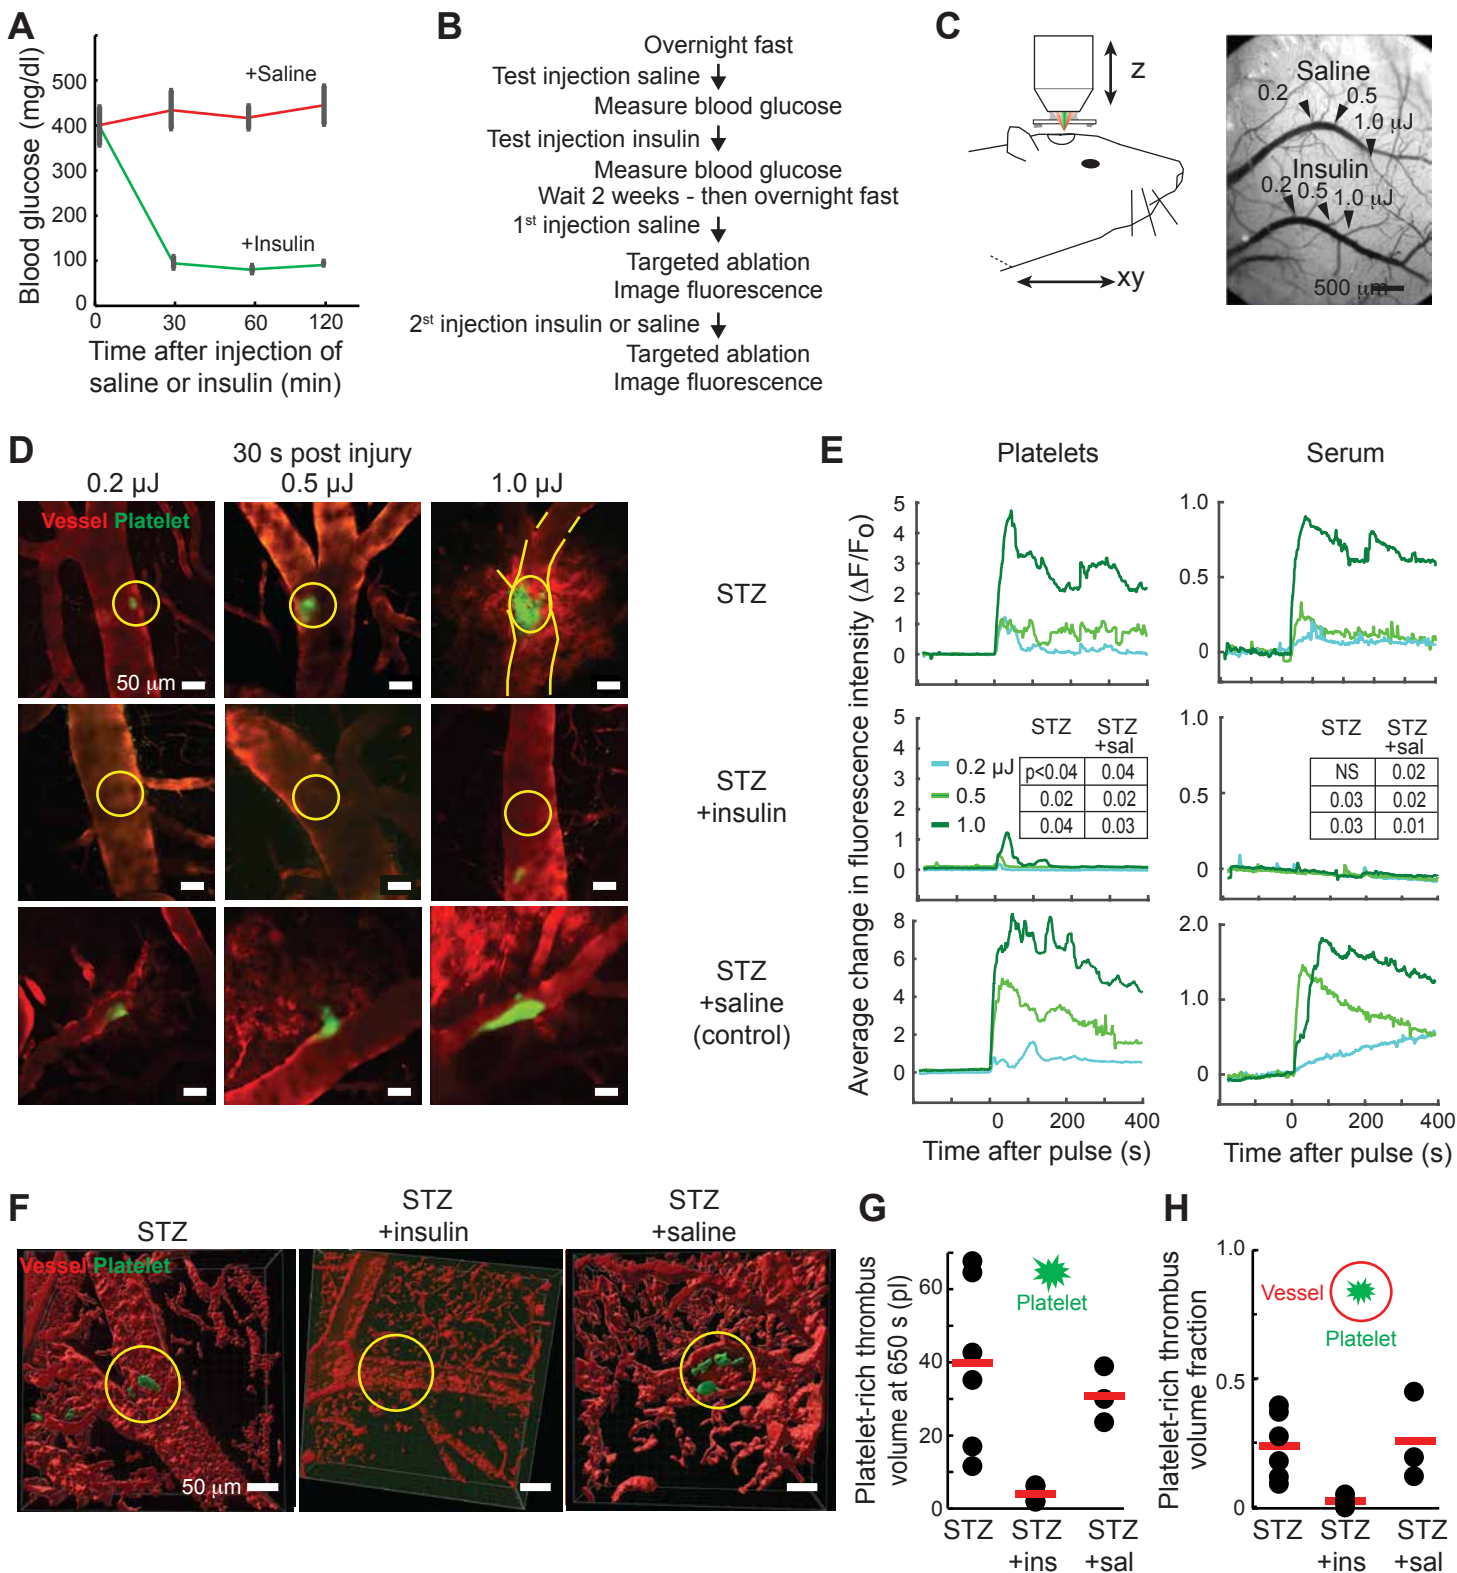 A
Blood glucose (mg/dl)
500
400
300
200
100
0
+Saline
+Insulin
0
30
60
120
Time after injection of
saline or insulin (min)
B
Overnight fast
Test injection saline
Measure blood glucose
Test injection insulin
Measure blood glucose
Wait 2 weeks - then overnight fast
1st injection saline
Targeted ablation
Image fluorescence
2st injection insulin or saline
Targeted ablation
Image fluorescence
C
z
xy
Saline
0.2
0.5
1.0 µJ
Insulin
0.2
0.5
1.0 µJ
500 µm
D
30 s post injury
0.2 µJ
0.5 µJ
1.0 µJ
Vessel Platelet
50 µm
STZ
STZ
+insulin
STZ
+saline
(control)
E
Platelets
Serum
Average change in fluorescence intensity (ΔF/Fo)
5
4
3
2
1
0
1.0
0.5
0
5
4
3
2
1
0
0.2 µJ
0.5
1.0
STZ
STZ
+sal
p<0.04
0.04
0.02
0.02
0.04
0.03
1.0
0.5
0
STZ
STZ
+sal
NS
0.02
0.03
0.02
0.03
0.01
8
6
4
2
0
2.0
1.0
0
0
200
400
0
200
400
Time after pulse (s)
Time after pulse (s)
F
STZ
STZ
+insulin
STZ
+saline
Vessel Platelet
50 µm
G
Platelet-rich thrombus
volume at 650 s (pl)
60
40
20
0
Platelet
STZ
STZ
+ins
STZ
+sal
H
Platelet-rich thrombus
volume fraction
1.0
0.5
0
Vessel
Platelet
STZ
STZ
+ins
STZ
+sal